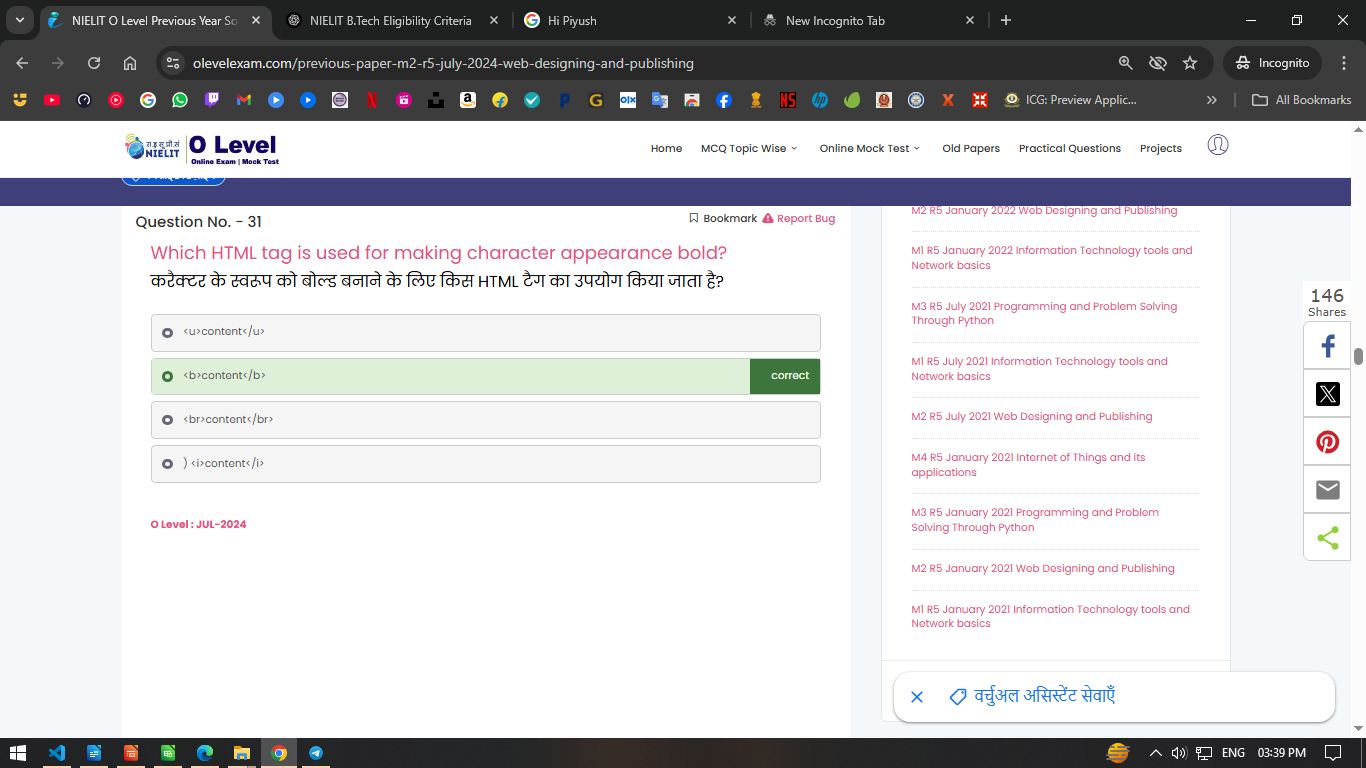 NIELIT O Level Previous Year So
NIELIT B.Tech Eligibility Criteria
Hi Piyush
New Incognito Tab
olevelexam.com/previous-paper-m2-r5-july-2024-web-designing-and-publishing
Incognito
ICG: Preview Applic...
All Bookmarks
रा.इ.सू.प्रौ.सं
NIELIT
O Level
Online Exam | Mock Test
Home
MCQ Topic Wise
Online Mock Test
Old Papers
Practical Questions
Projects
Question No. - 31
Bookmark
Report Bug
Which HTML tag is used for making character appearance bold?
करैक्टर के स्वरूप को बोल्ड बनाने के लिए किस HTML टैग का उपयोग किया जाता है?
<u>content</u>
<b>content</b>
correct
<br>content</br>
) <i>content</i>
O Level : JUL-2024
M2 R5 January 2022 Web Designing and Publishing
M1 R5 January 2022 Information Technology tools and
Network basics
M3 R5 July 2021 Programming and Problem Solving
Through Python
M1 R5 July 2021 Information Technology tools and
Network basics
M2 R5 July 2021 Web Designing and Publishing
M4 R5 January 2021 Internet of Things and its
applications
M3 R5 January 2021 Programming and Problem
Solving Through Python
M2 R5 January 2021 Web Designing and Publishing
M1 R5 January 2021 Information Technology tools and
Network basics
146
Shares
वर्चुअल असिस्टेंट सेवाएँ
ENG
03:39 PM